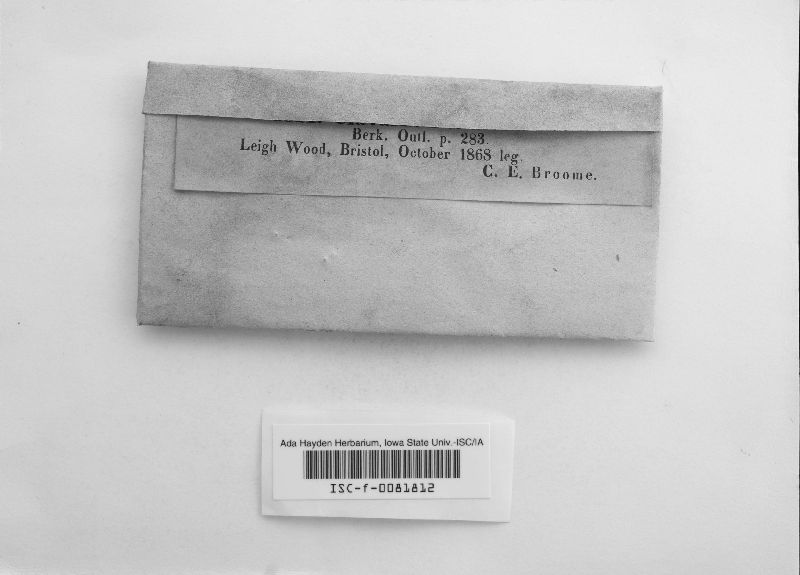 Berk. Outl. p. 283.
Leigh Wood, Bristol, October 1868 leg.
C. E. Broome.
Ada Hayden Herbarium, Iowa State Univ.-ISC/IA
ISC-f-0081812